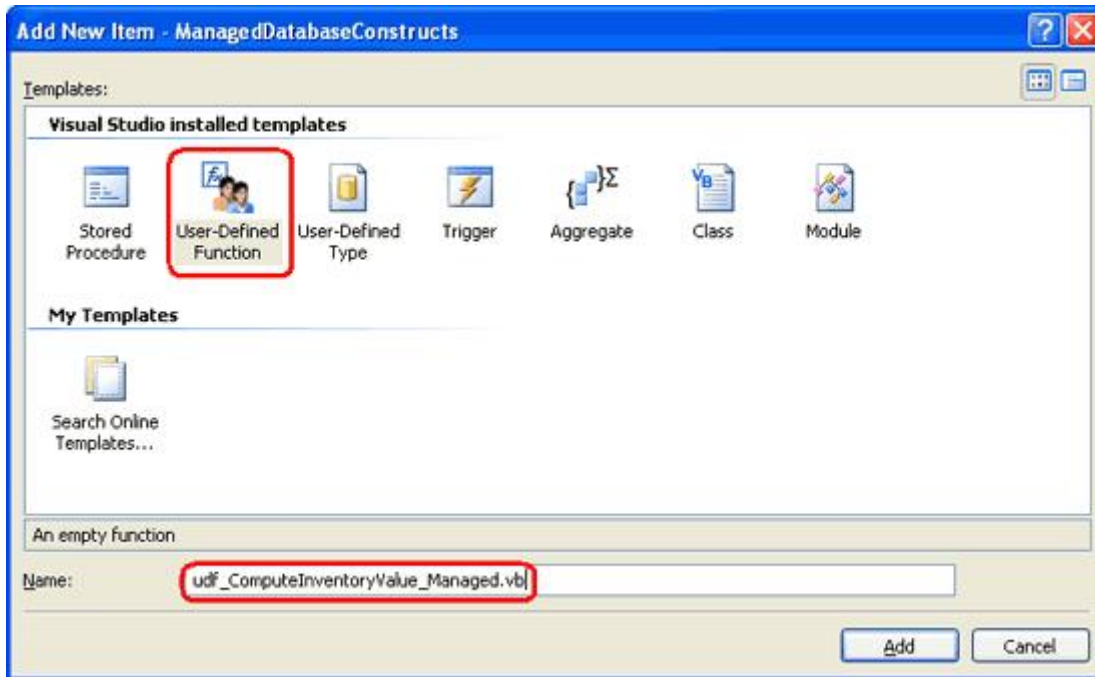 Add New Item - ManagedDatabaseConstructs
Templates:
Visual Studio installed templates
Stored Procedure
User-Defined Function
User-Defined Type
Trigger
Aggregate
Class
Module
My Templates
Search Online Templates...
An empty function
Name: udf_ComputeInventoryValue_Managed.vb
Add Cancel